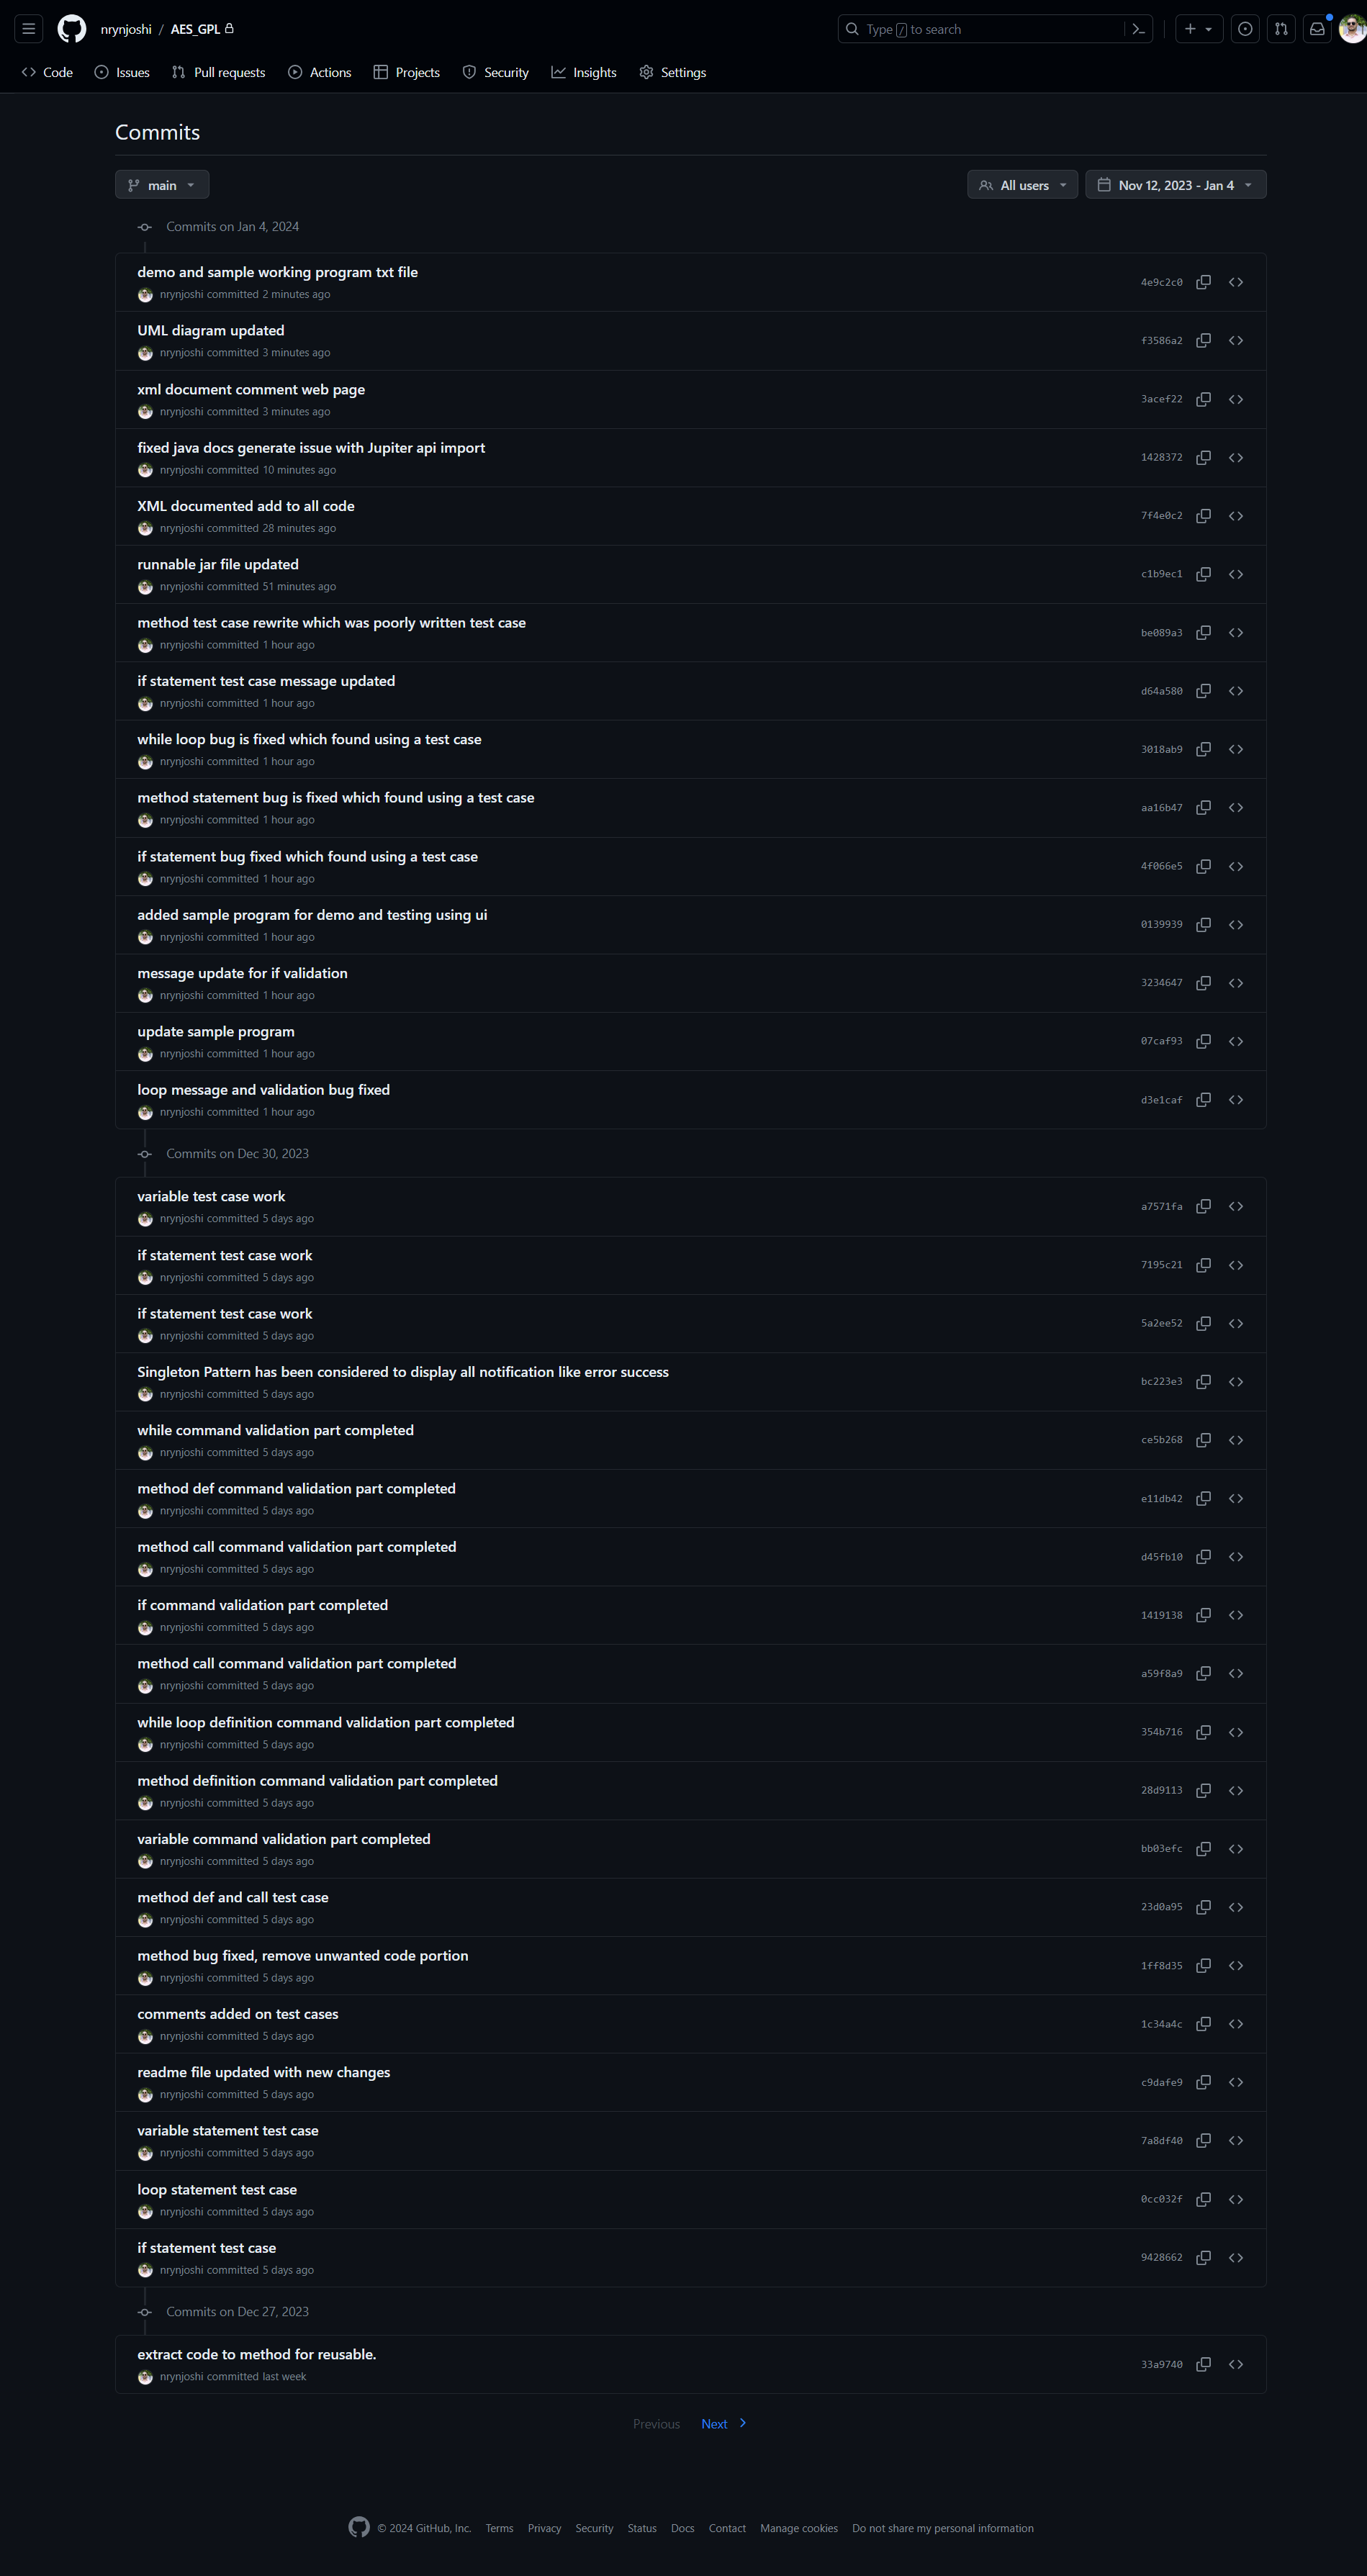 nrynjoshi / AES_GPL
Type / to search
Code Issues Pull requests Actions Projects Security Insights Settings
Commits
main All users Nov 12, 2023 - Jan 4
Commits on Jan 4, 2024
demo and sample working program txt file
nrynjoshi committed 2 minutes ago
4e9c2c0
UML diagram updated
nrynjoshi committed 3 minutes ago
f3586a2
xml document comment web page
nrynjoshi committed 3 minutes ago
3acef22
fixed java docs generate issue with Jupiter api import
nrynjoshi committed 10 minutes ago
1428372
XML documented add to all code
nrynjoshi committed 28 minutes ago
7f4e0c2
runnable jar file updated
nrynjoshi committed 51 minutes ago
c1b9ec1
method test case rewrite which was poorly written test case
nrynjoshi committed 1 hour ago
be089a3
if statement test case message updated
nrynjoshi committed 1 hour ago
d64a580
while loop bug is fixed which found using a test case
nrynjoshi committed 1 hour ago
3018ab9
method statement bug is fixed which found using a test case
nrynjoshi committed 1 hour ago
aa16b47
if statement bug fixed which found using a test case
nrynjoshi committed 1 hour ago
4f066e5
added sample program for demo and testing using ui
nrynjoshi committed 1 hour ago
0139939
message update for if validation
nrynjoshi committed 1 hour ago
3234647
update sample program
nrynjoshi committed 1 hour ago
07caf93
loop message and validation bug fixed
nrynjoshi committed 1 hour ago
d3e1caf
Commits on Dec 30, 2023
variable test case work
nrynjoshi committed 5 days ago
a7571fa
if statement test case work
nrynjoshi committed 5 days ago
7195c21
if statement test case work
nrynjoshi committed 5 days ago
5a2ee52
Singleton Pattern has been considered to display all notification like error success
nrynjoshi committed 5 days ago
bc223e3
while command validation part completed
nrynjoshi committed 5 days ago
ce5b268
method def command validation part completed
nrynjoshi committed 5 days ago
e11db42
method call command validation part completed
nrynjoshi committed 5 days ago
d45fb10
if command validation part completed
nrynjoshi committed 5 days ago
1419138
method call command validation part completed
nrynjoshi committed 5 days ago
a59f8a9
while loop definition command validation part completed
nrynjoshi committed 5 days ago
354b716
method definition command validation part completed
nrynjoshi committed 5 days ago
28d9113
variable command validation part completed
nrynjoshi committed 5 days ago
bb03efc
method def and call test case
nrynjoshi committed 5 days ago
23d0a95
method bug fixed, remove unwanted code portion
nrynjoshi committed 5 days ago
1ff8d35
comments added on test cases
nrynjoshi committed 5 days ago
1c34a4c
readme file updated with new changes
nrynjoshi committed 5 days ago
c9dafe9
variable statement test case
nrynjoshi committed 5 days ago
7a8df40
loop statement test case
nrynjoshi committed 5 days ago
0cc032f
if statement test case
nrynjoshi committed 5 days ago
9428662
Commits on Dec 27, 2023
extract code to method for reusable.
nrynjoshi committed last week
33a9740
Previous Next
© 2024 GitHub, Inc. Terms Privacy Security Status Docs Contact Manage cookies Do not share my personal information